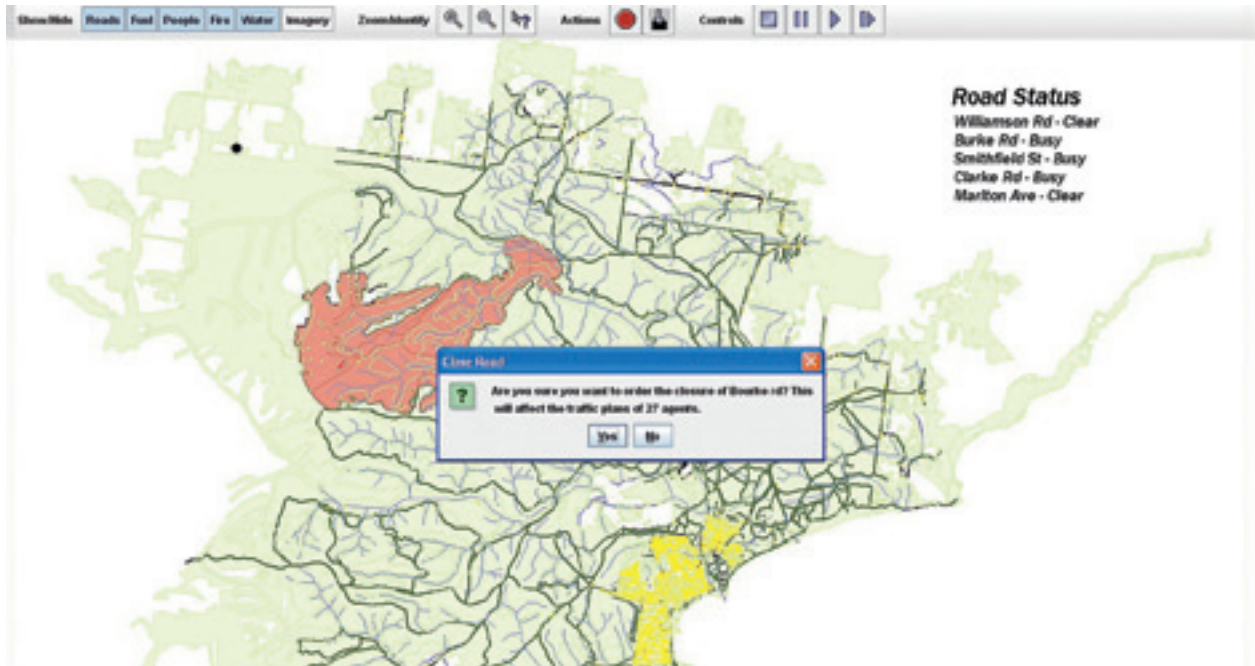 Show/Hide Roads Fuel People Fire Water Imagery Zoom/Identify Actions Controls
Road Status
Williamson Rd - Clear
Burke Rd - Busy
Smithfield St - Busy
Clarke Rd - Busy
Marlton Ave - Clear
Close Road
Are you sure you want to order the closure of Bourke rd? This
will affect the traffic plans of 27 agents.
Yes No